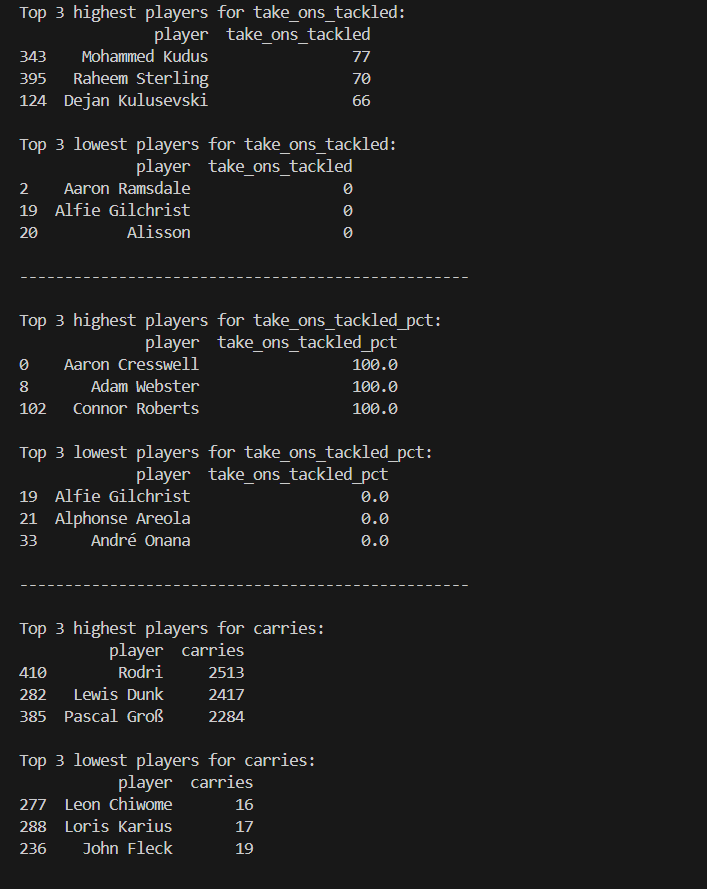 Top 3 highest players for take_ons_tackled:
player take_ons_tackled
343 Mohammed Kudus 77
395 Raheem Sterling 70
124 Dejan Kulusevski 66
Top 3 lowest players for take_ons_tackled:
player take_ons_tackled
2 Aaron Ramsdale 0
19 Alfie Gilchrist 0
20 Alisson 0
--------------------------------------------------
Top 3 highest players for take_ons_tackled_pct:
player take_ons_tackled_pct
0 Aaron Cresswell 100.0
8 Adam Webster 100.0
102 Connor Roberts 100.0
Top 3 lowest players for take_ons_tackled_pct:
player take_ons_tackled_pct
19 Alfie Gilchrist 0.0
21 Alphonse Areola 0.0
33 André Onana 0.0
--------------------------------------------------
Top 3 highest players for carries:
player carries
410 Rodri 2513
282 Lewis Dunk 2417
385 Pascal Groß 2284
Top 3 lowest players for carries:
player carries
277 Leon Chiwome 16
288 Loris Karius 17
236 John Fleck 19